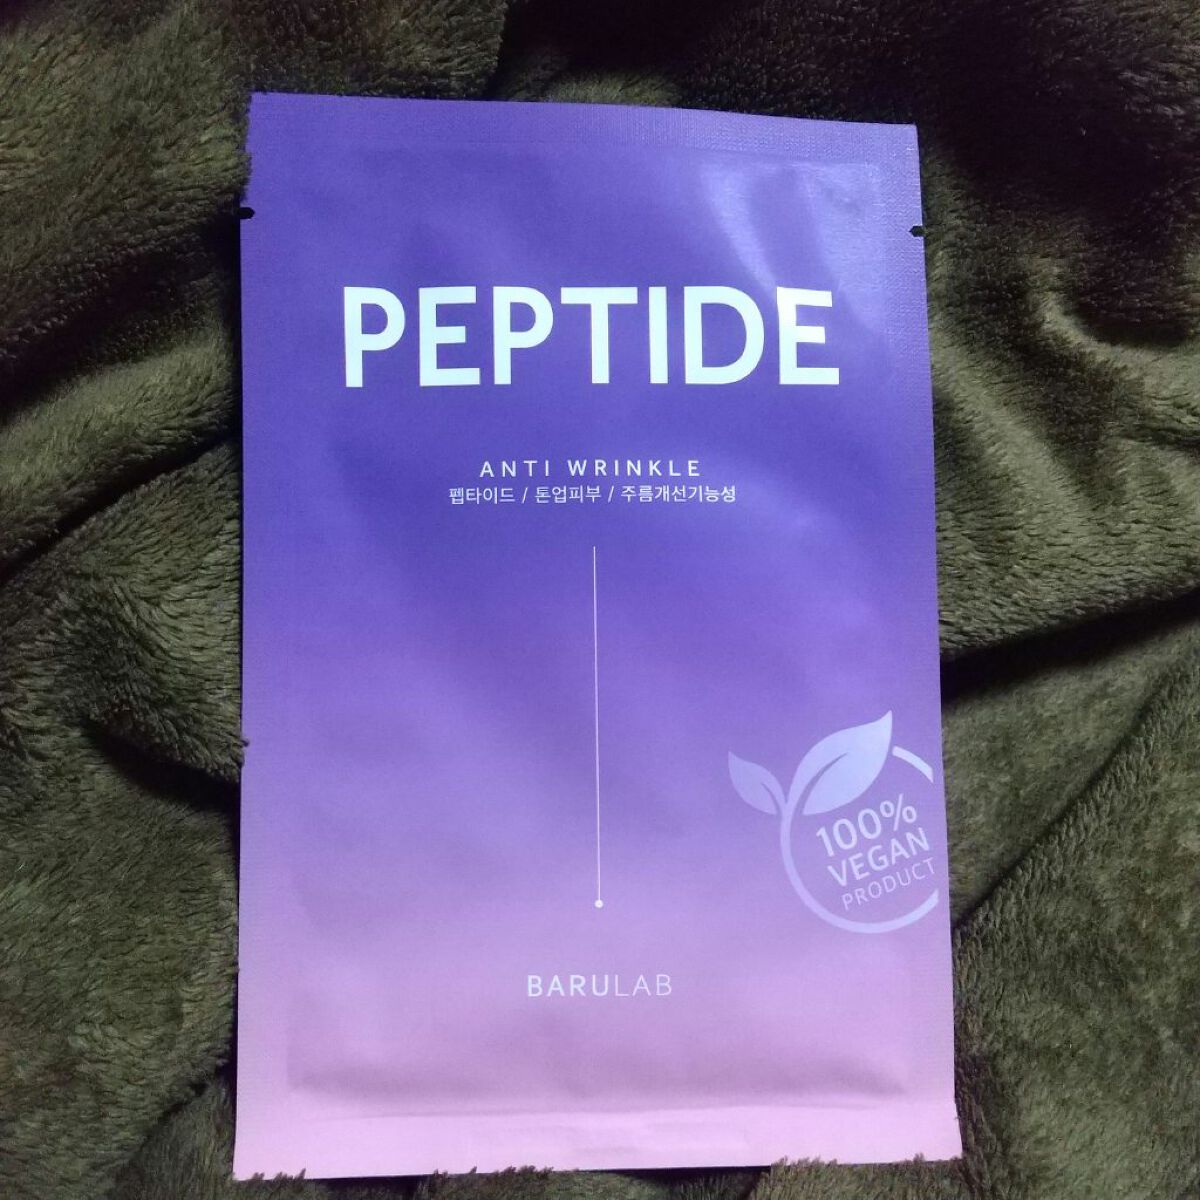 PEPTIDE
ANTI WRINKLE
펩타이드 / 톤업피부 / 주름개선기능성
100%
VEGAN
PRODUCT
BARULAB